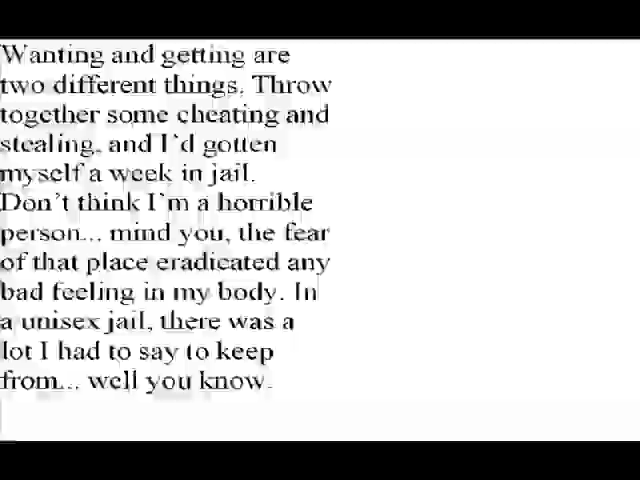 Wanting and getting are
two different things. Throw
together some cheating and
stealing, and I`d gotten
myself a week in jail.
Don't think I`m a horrible
person... mind you, the fear
of that place eradicated any
bad feeling in my body. In
a unisex jail, there was a
lot I had to say to keep
from... well you know.